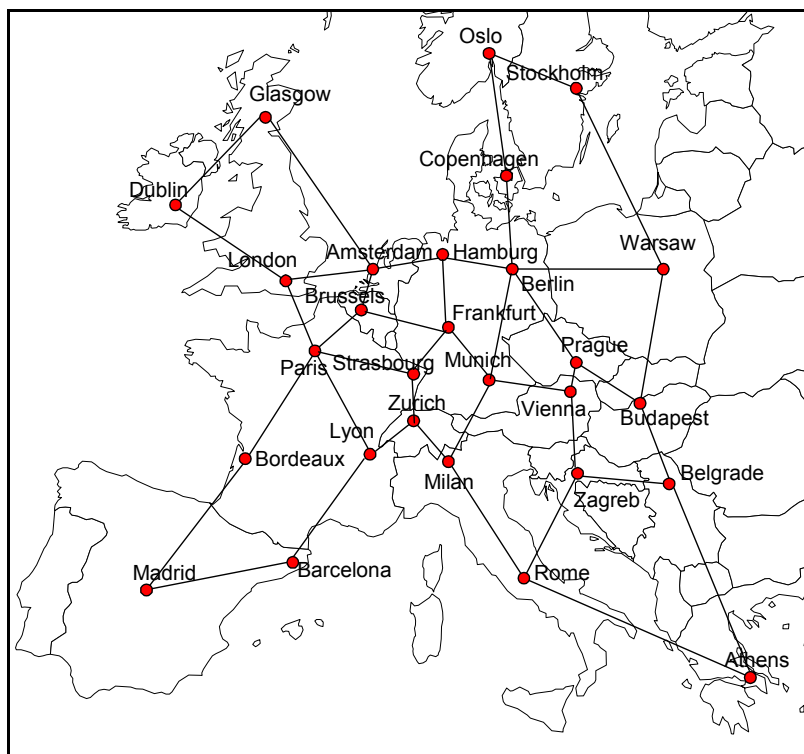 Oslo
Stockholm
Glasgow
Copenhagen
Dublin
London
Amsterdam
Hamburg
Warsaw
Berlin
Brussels
Frankfurt
Paris
Strasbourg
Munich
Prague
Zurich
Vienna
Budapest
Lyon
Bordeaux
Milan
Zagreb
Belgrade
Madrid
Barcelona
Rome
Athens